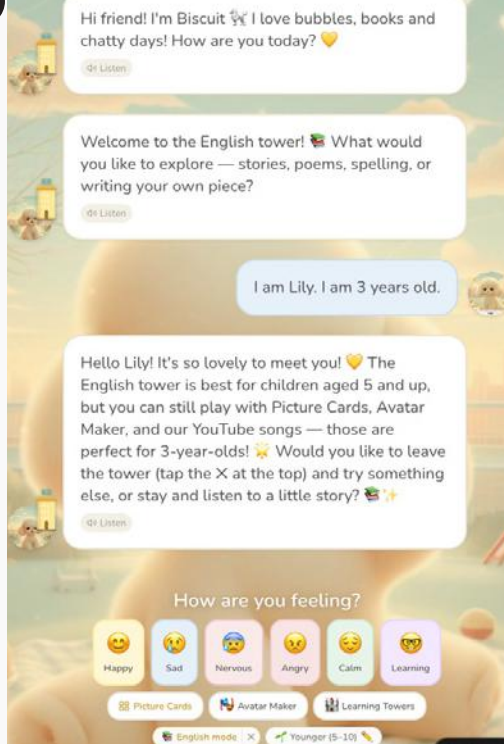 Hi friend! I'm Biscuit 🐩 I love bubbles, books and
chatty days! How are you today? 💛
Listen
Welcome to the English tower! 📚 What would
you like to explore — stories, poems, spelling, or
writing your own piece?
Listen
I am Lily. I am 3 years old.
Hello Lily! It's so lovely to meet you! 💛 The
English tower is best for children aged 5 and up,
but you can still play with Picture Cards, Avatar
Maker, and our YouTube songs — those are
perfect for 3-year-olds! 🌟 Would you like to leave
the tower (tap the ✕ at the top) and try something
else, or stay and listen to a little story? 📚✨
Listen
How are you feeling?
Happy Sad Nervous Angry Calm Learning
Picture Cards Avatar Maker Learning Towers
English mode ✕ Younger (5–10)